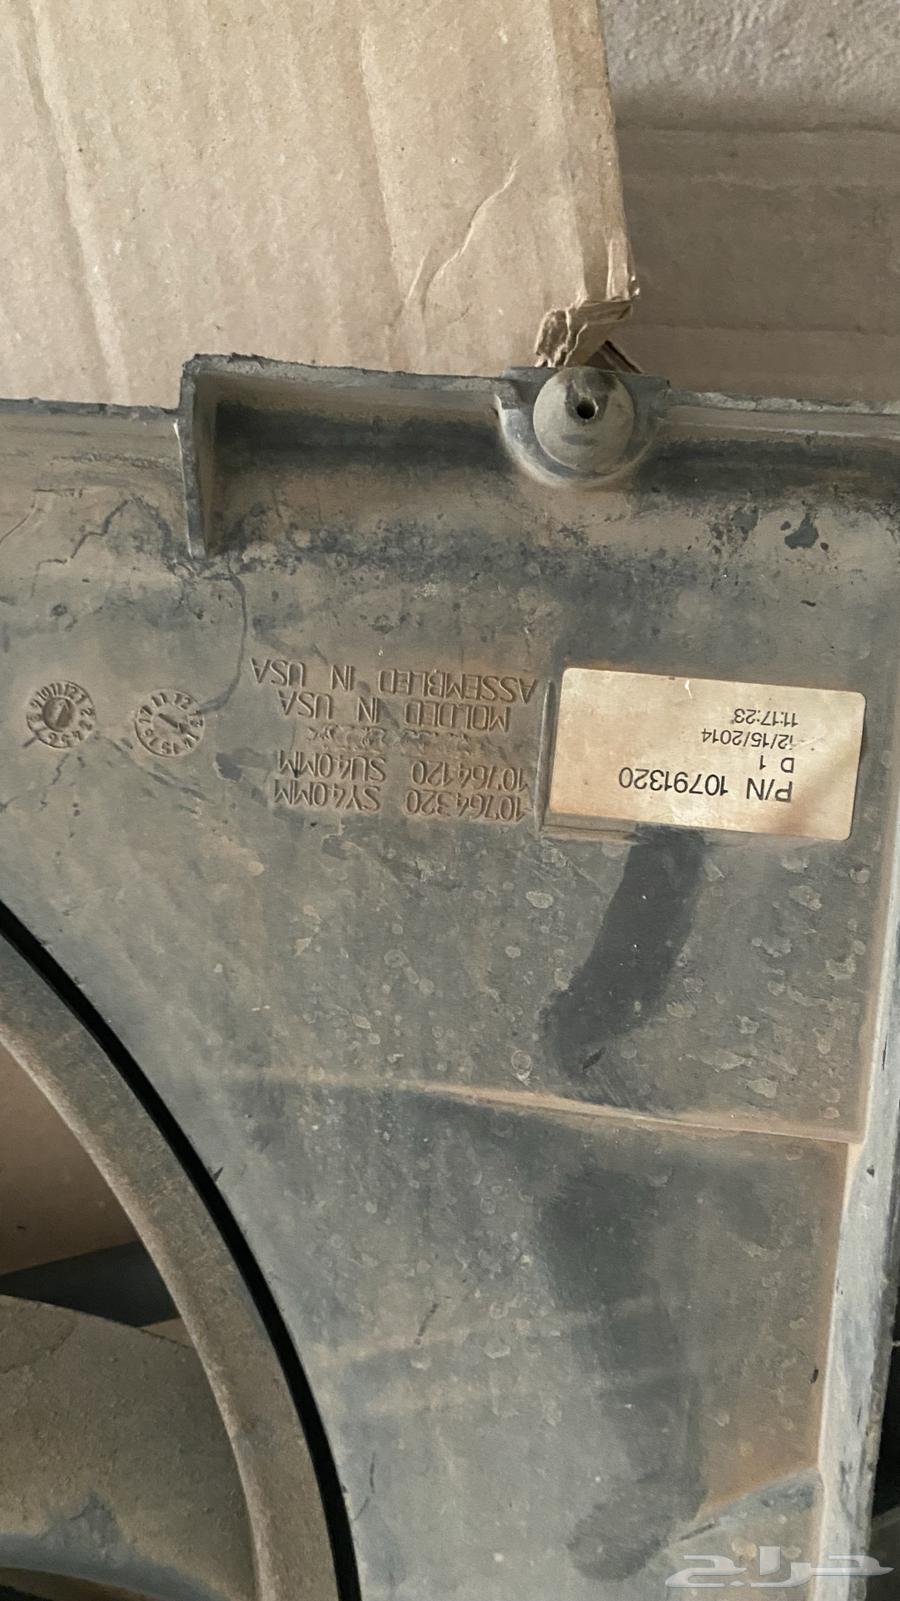 P/N 10791320
D 1
12/15/2014
11:17:23
10764320 SY40MM
10764120 SU40MM
MOLDED IN USA
ASSEMBLED IN USA
حراج